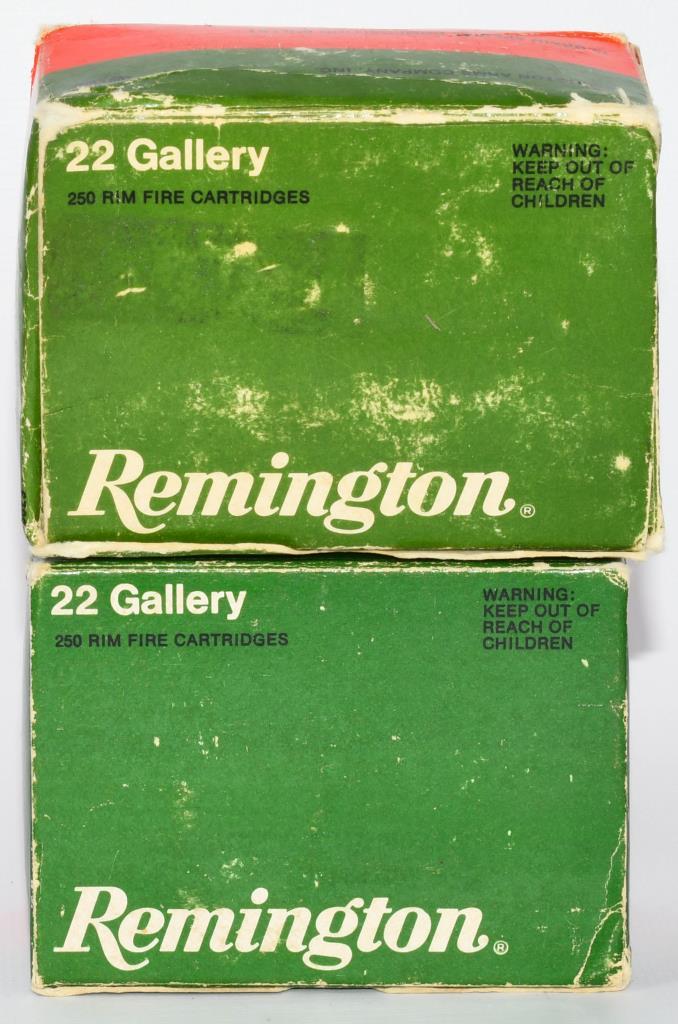 22 Gallery
250 RIM FIRE CARTRIDGES
WARNING:
KEEP OUT OF
REACH OF
CHILDREN
Remington®
22 Gallery
250 RIM FIRE CARTRIDGES
WARNING:
KEEP OUT OF
REACH OF
CHILDREN
Remington®